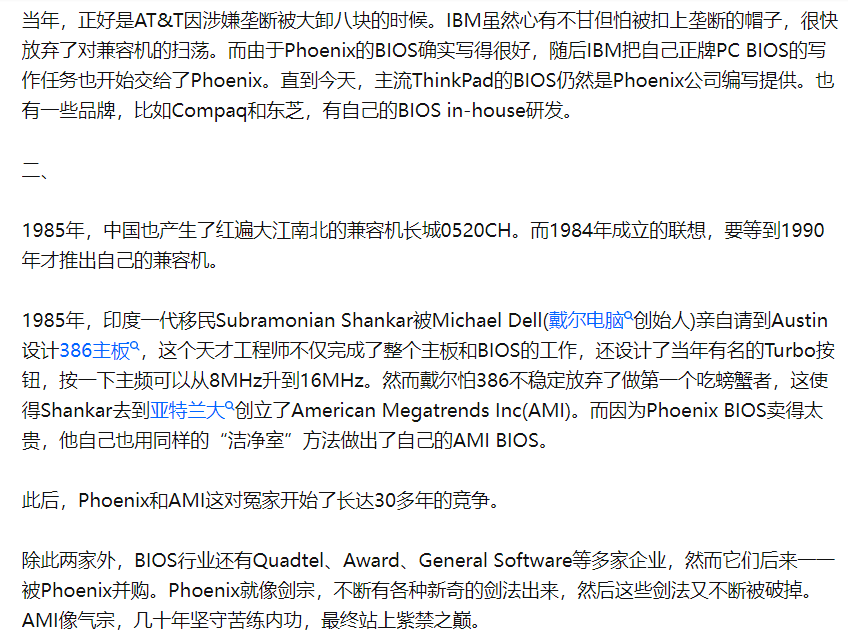 当年，正好是AT&T因涉嫌垄断被大卸八块的时候。IBM虽然心有不甘但怕被扣上垄断的帽子，很快
放弃了对兼容机的扫荡。而由于Phoenix的BIOS确实写得很好，随后IBM把自己正牌PC BIOS的写
作任务也开始交给了Phoenix。直到今天，主流ThinkPad的BIOS仍然是Phoenix公司编写提供。也
有一些品牌，比如Compaq和东芝，有自己的BIOS in-house研发。
二、
1985年，中国也产生了红遍大江南北的兼容机长城0520CH。而1984年成立的联想，要等到1990
年才推出自己的兼容机。
1985年，印度一代移民Subramonian Shankar被Michael Dell(戴尔电脑创始人)亲自请到Austin
设计386主板，这个天才工程师不仅完成了整个主板和BIOS的工作，还设计了当年有名的Turbo按
钮，按一下主频可以从8MHz升到16MHz。然而戴尔怕386不稳定放弃了做第一个吃螃蟹者，这使
得Shankar去到亚特兰大创立了American Megatrends Inc(AMI)。而因为Phoenix BIOS卖得太
贵，他自己也用同样的“洁净室”方法做出了自己的AMI BIOS。
此后，Phoenix和AMI这对冤家开始了长达30多年的竞争。
除此两家外，BIOS行业还有Quadtel、Award、General Software等多家企业，然而它们后来一一
被Phoenix并购。Phoenix就像剑宗，不断有各种新奇的剑法出来，然后这些剑法又不断被破掉。
AMI像气宗，几十年坚守苦练内功，最终站上紫禁之巅。